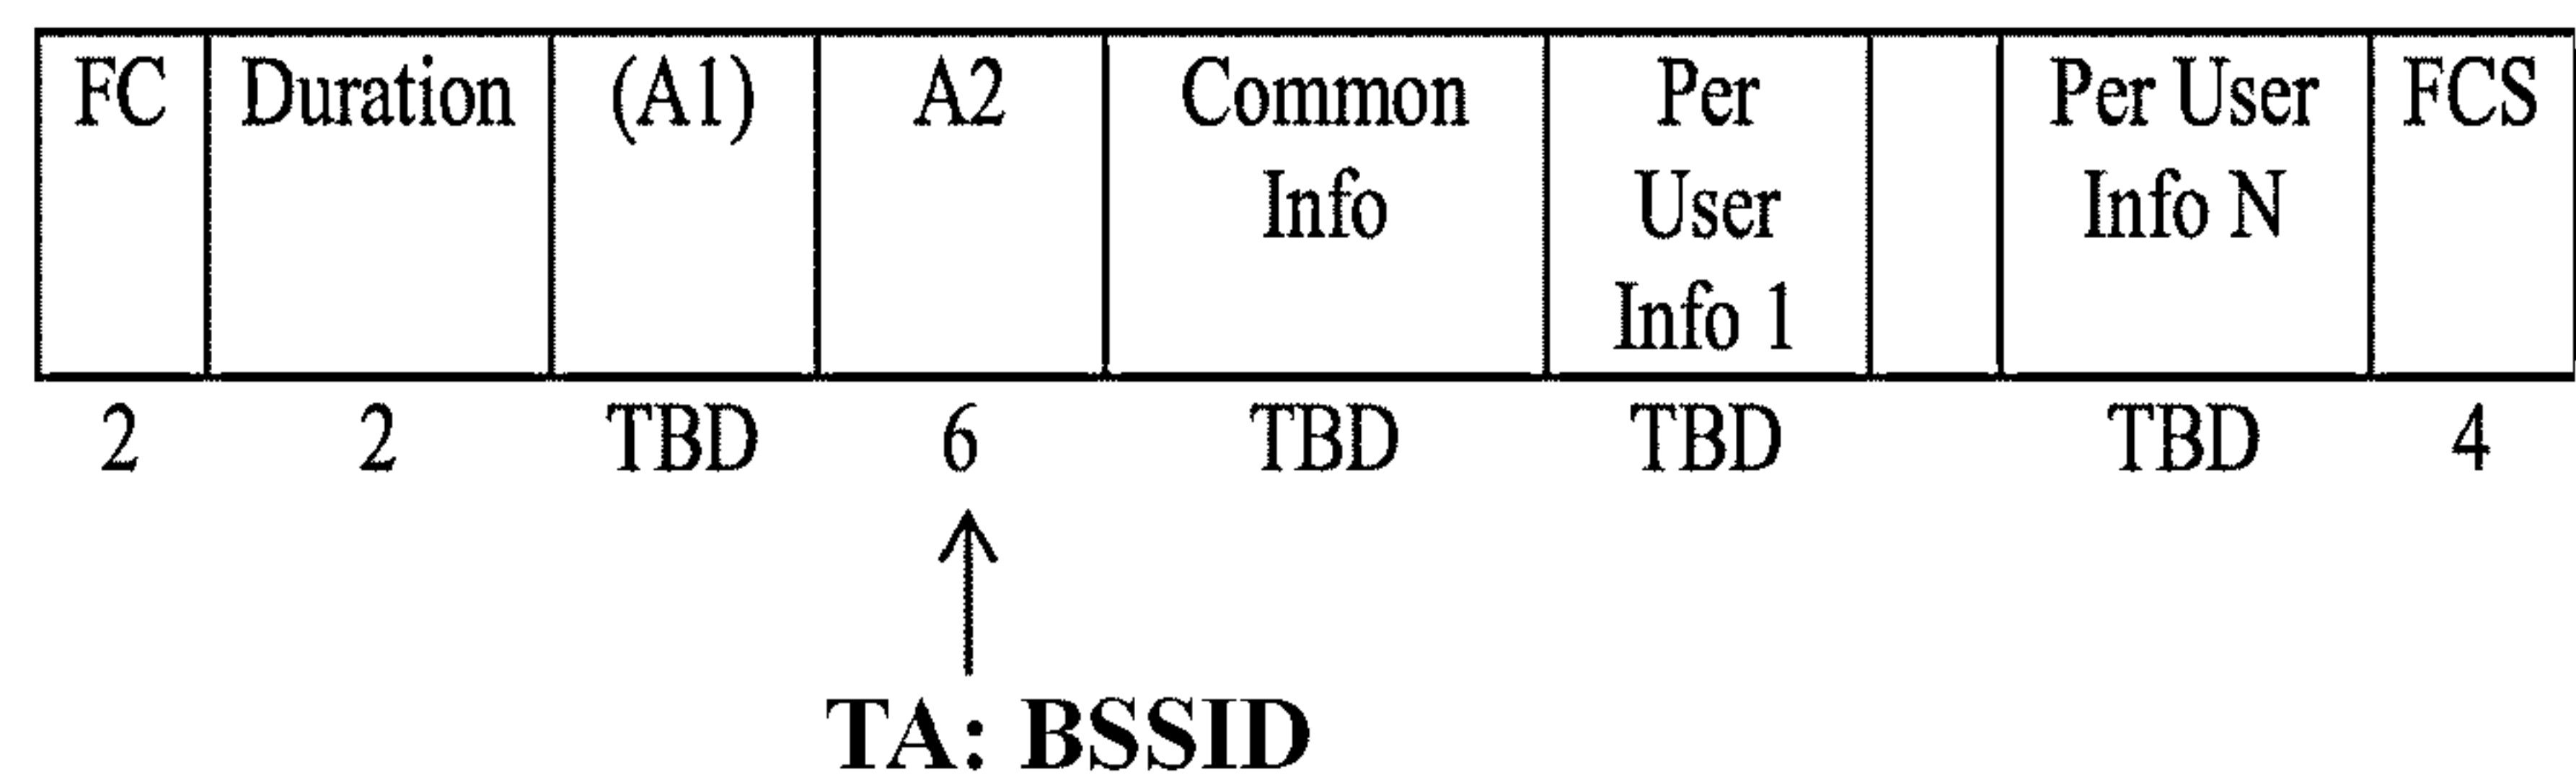 FC Duration (A1) A2 Common Per Per User FCS
Info User Info N
Info 1
2 2 TBD 6 TBD TBD TBD 4
TA: BSSID